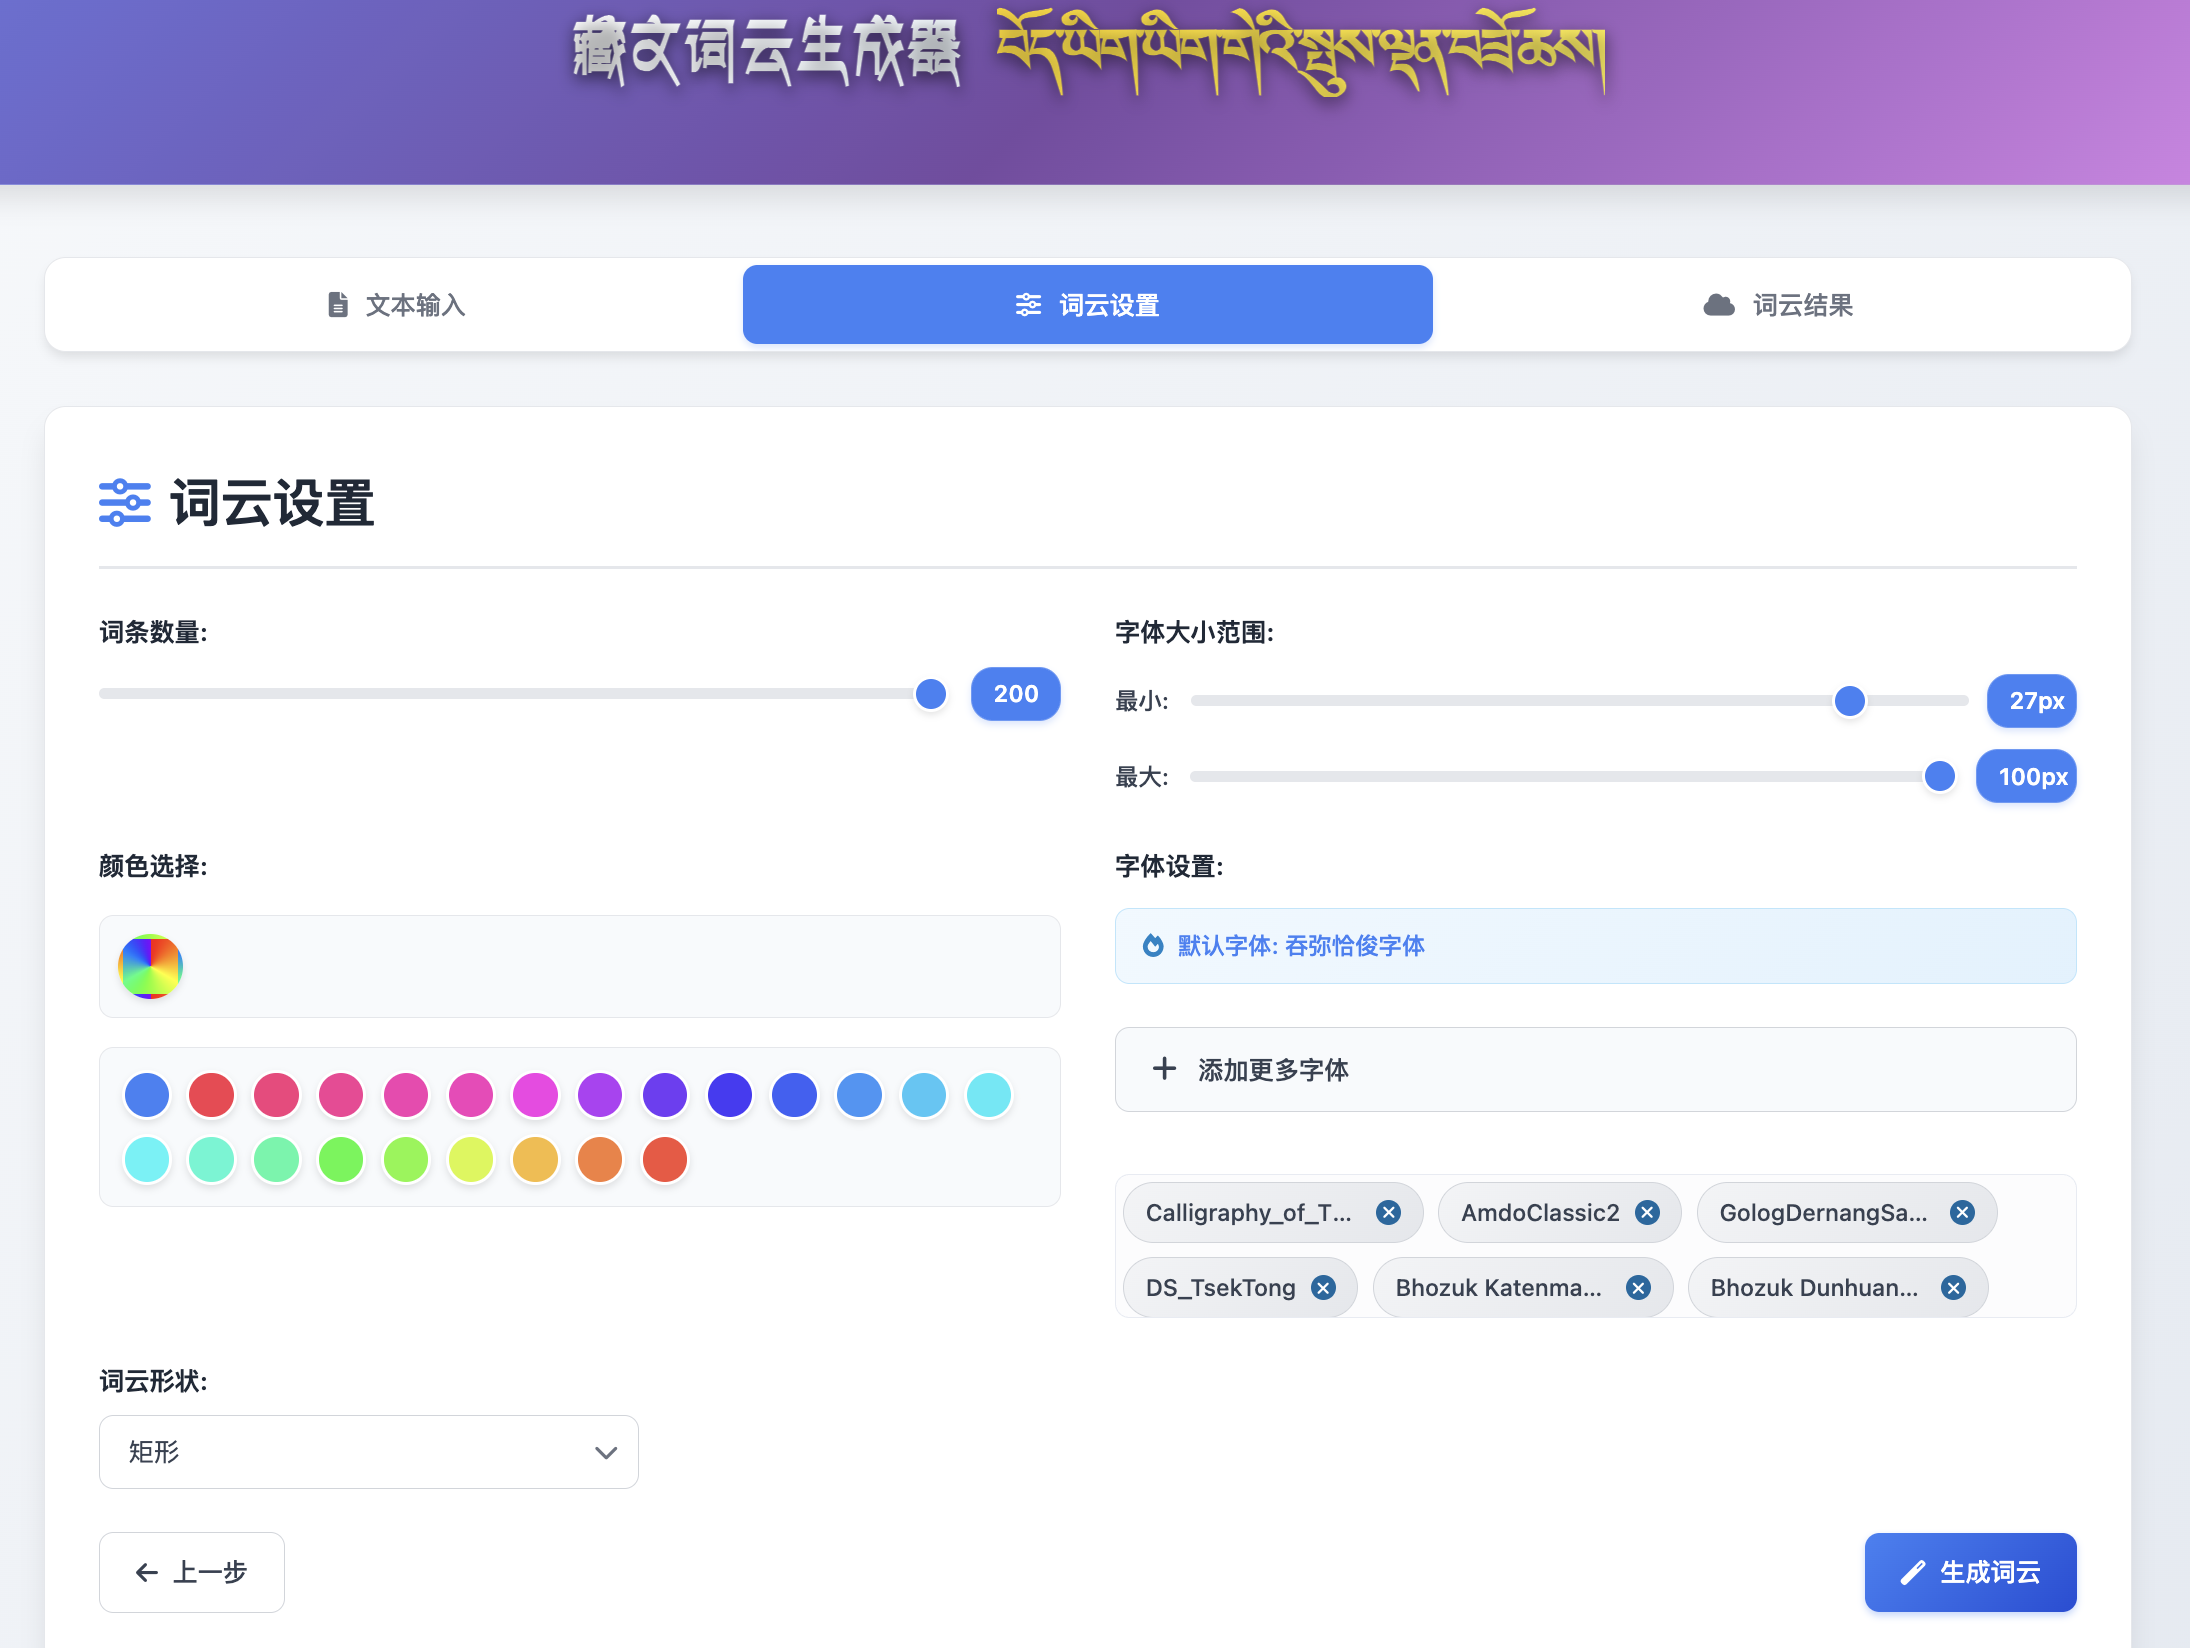 藏文词云生成器 བོད་ཡིག་ཡིག་གཟུགས་སྤྲིན་བཟོ་ཆས།
文本输入
词云设置
词云结果
词云设置
词条数量:
200
字体大小范围:
最小:
27px
最大:
100px
颜色选择:
字体设置:
默认字体: 吞弥恰俊字体
添加更多字体
Calligraphy_of_T...
AmdoClassic2
GologDernangSa...
DS_TsekTong
Bhozuk Katenma...
Bhozuk Dunhuan...
词云形状:
矩形
上一步
生成词云